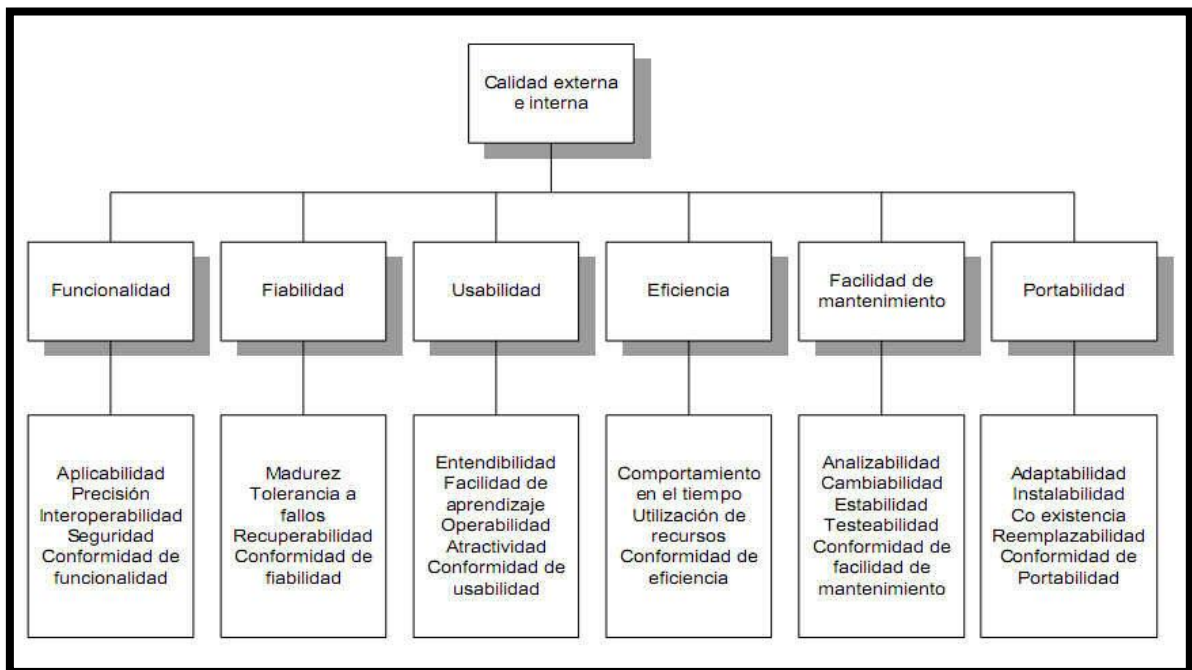 Calidad externa
e interna
Funcionalidad
Fiabilidad
Usabilidad
Eficiencia
Facilidad de
mantenimiento
Portabilidad
Aplicabilidad
Precisión
Interoperabilidad
Seguridad
Conformidad de
funcionalidad
Madurez
Tolerancia a
fallos
Recuperabilidad
Conformidad de
fiabilidad
Entendibilidad
Facilidad de
aprendizaje
Operabilidad
Atractividad
Conformidad de
usabilidad
Comportamiento
en el tiempo
Utilización de
recursos
Conformidad de
eficiencia
Analizabilidad
Cambiabilidad
Estabilidad
Testeabilidad
Conformidad de
facilidad de
mantenimiento
Adaptabilidad
Instalabilidad
Co existencia
Reemplazabilidad
Conformidad de
Portabilidad